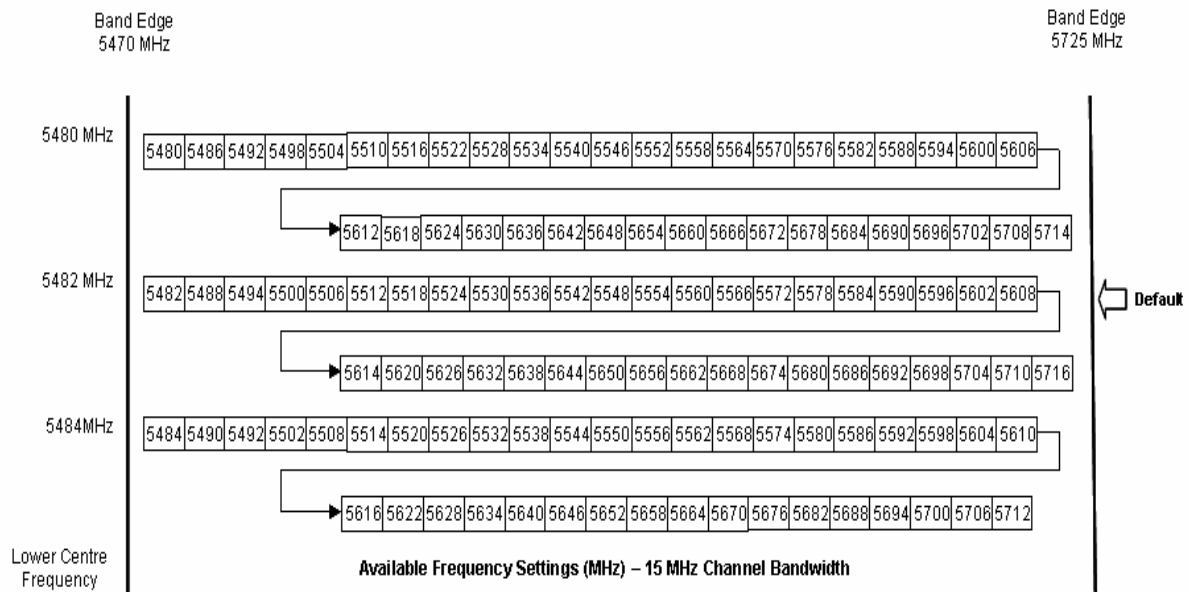 Band Edge
5470 MHz
Band Edge
5725 MHz
5480 MHz
5480 5486 5492 5498 5504 5510 5516 5522 5528 5534 5540 5546 5552 5558 5564 5570 5576 5582 5588 5594 5600 5606
5612 5618 5624 5630 5636 5642 5648 5654 5660 5666 5672 5678 5684 5690 5696 5702 5708 5714
5482 MHz
5482 5488 5494 5500 5506 5512 5518 5524 5530 5536 5542 5548 5554 5560 5566 5572 5578 5584 5590 5596 5602 5608
Default
5614 5620 5626 5632 5638 5644 5650 5656 5662 5668 5674 5680 5686 5692 5698 5704 5710 5716
5484MHz
5484 5490 5492 5502 5508 5514 5520 5526 5532 5538 5544 5550 5556 5562 5568 5574 5580 5586 5592 5598 5604 5610
5616 5622 5628 5634 5640 5646 5652 5658 5664 5670 5676 5682 5688 5694 5700 5706 5712
Lower Centre
Frequency
Available Frequency Settings (MHz) – 15 MHz Channel Bandwidth